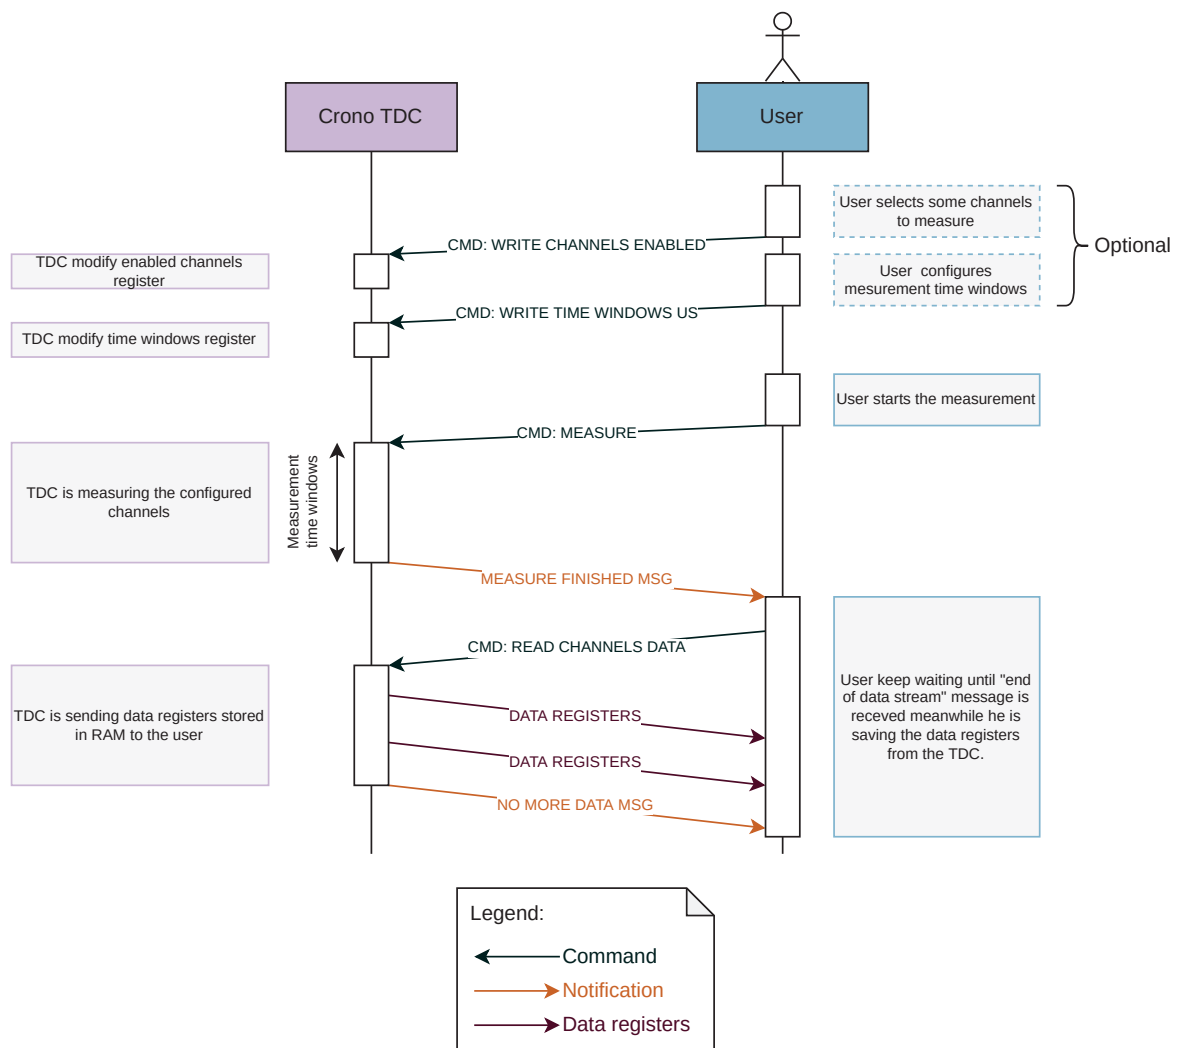 Crono TDC
User
User selects some channels
to measure
Optional
CMD: WRITE CHANNELS ENABLED
TDC modify enabled channels
register
User  configures
mesurement time windows
CMD: WRITE TIME WINDOWS US
TDC modify time windows register
User starts the measurement
CMD: MEASURE
TDC is measuring the configured
channels
Measurement
time windows
MEASURE FINISHED MSG
CMD: READ CHANNELS DATA
TDC is sending data registers stored
in RAM to the user
DATA REGISTERS
DATA REGISTERS
NO MORE DATA MSG
User keep waiting until "end
of data stream" message is
receved meanwhile he is
saving the data registers
from the TDC.
Legend:
Command
Notification
Data registers